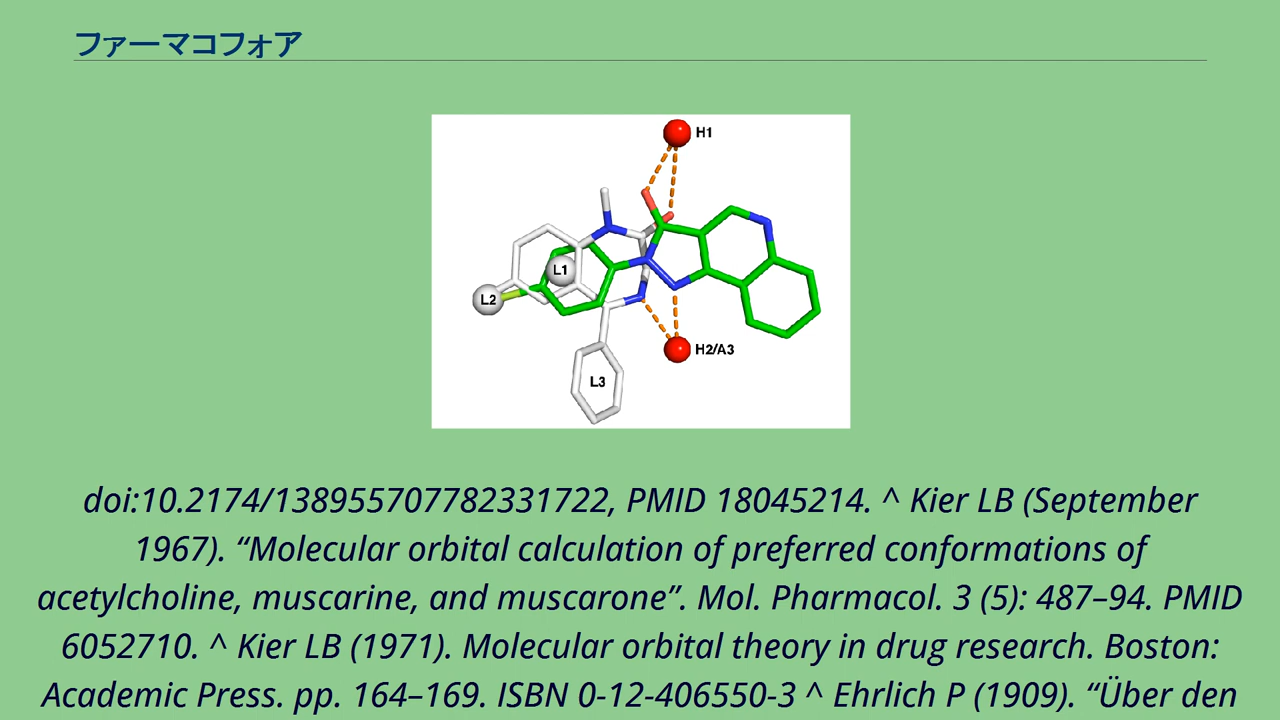 ファーマコフォア
H1
L1
L2
H2/A3
L3
doi:10.2174/138955707782331722, PMID 18045214. ^ Kier LB (September
1967). “Molecular orbital calculation of preferred conformations of
acetylcholine, muscarine, and muscarone”. Mol. Pharmacol. 3 (5): 487–94. PMID
6052710. ^ Kier LB (1971). Molecular orbital theory in drug research. Boston:
Academic Press. pp. 164–169. ISBN 0-12-406550-3 ^ Ehrlich P (1909). “Über den